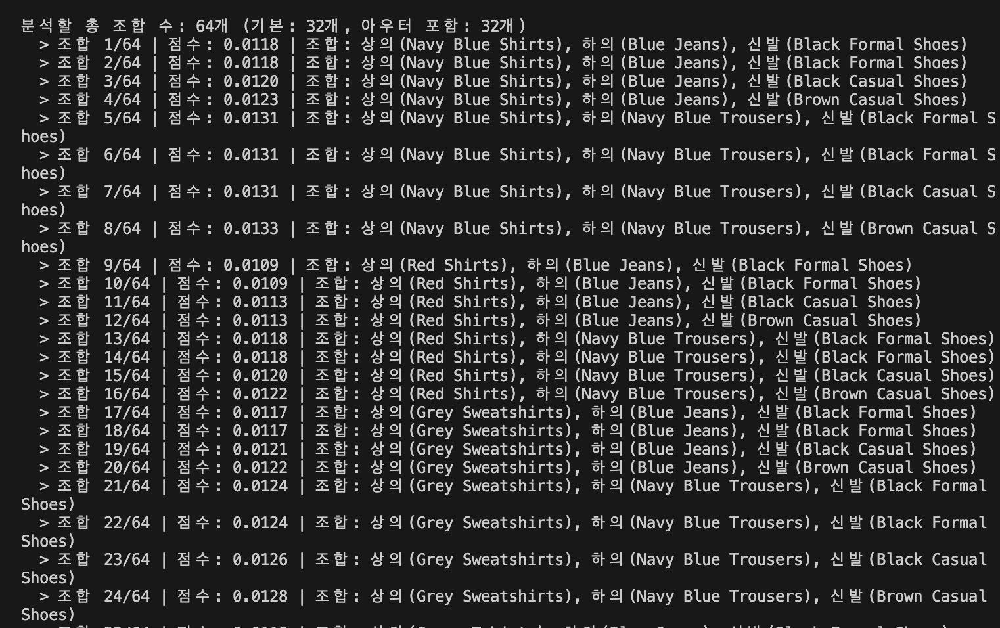 분석할 총 조합 수: 64개 (기본: 32개, 아우터 포함: 32개)
> 조합 1/64 | 점수: 0.0118 | 조합: 상의(Navy Blue Shirts), 하의(Blue Jeans), 신발(Black Formal Shoes)
> 조합 2/64 | 점수: 0.0118 | 조합: 상의(Navy Blue Shirts), 하의(Blue Jeans), 신발(Black Formal Shoes)
> 조합 3/64 | 점수: 0.0120 | 조합: 상의(Navy Blue Shirts), 하의(Blue Jeans), 신발(Black Casual Shoes)
> 조합 4/64 | 점수: 0.0123 | 조합: 상의(Navy Blue Shirts), 하의(Blue Jeans), 신발(Brown Casual Shoes)
> 조합 5/64 | 점수: 0.0131 | 조합: 상의(Navy Blue Shirts), 하의(Navy Blue Trousers), 신발(Black Formal S
hoes)
> 조합 6/64 | 점수: 0.0131 | 조합: 상의(Navy Blue Shirts), 하의(Navy Blue Trousers), 신발(Black Formal S
hoes)
> 조합 7/64 | 점수: 0.0131 | 조합: 상의(Navy Blue Shirts), 하의(Navy Blue Trousers), 신발(Black Casual S
hoes)
> 조합 8/64 | 점수: 0.0133 | 조합: 상의(Navy Blue Shirts), 하의(Navy Blue Trousers), 신발(Brown Casual S
hoes)
> 조합 9/64 | 점수: 0.0109 | 조합: 상의(Red Shirts), 하의(Blue Jeans), 신발(Black Formal Shoes)
> 조합 10/64 | 점수: 0.0109 | 조합: 상의(Red Shirts), 하의(Blue Jeans), 신발(Black Formal Shoes)
> 조합 11/64 | 점수: 0.0113 | 조합: 상의(Red Shirts), 하의(Blue Jeans), 신발(Black Casual Shoes)
> 조합 12/64 | 점수: 0.0113 | 조합: 상의(Red Shirts), 하의(Blue Jeans), 신발(Brown Casual Shoes)
> 조합 13/64 | 점수: 0.0118 | 조합: 상의(Red Shirts), 하의(Navy Blue Trousers), 신발(Black Formal Shoes)
> 조합 14/64 | 점수: 0.0118 | 조합: 상의(Red Shirts), 하의(Navy Blue Trousers), 신발(Black Formal Shoes)
> 조합 15/64 | 점수: 0.0120 | 조합: 상의(Red Shirts), 하의(Navy Blue Trousers), 신발(Black Casual Shoes)
> 조합 16/64 | 점수: 0.0122 | 조합: 상의(Red Shirts), 하의(Navy Blue Trousers), 신발(Brown Casual Shoes)
> 조합 17/64 | 점수: 0.0117 | 조합: 상의(Grey Sweatshirts), 하의(Blue Jeans), 신발(Black Formal Shoes)
> 조합 18/64 | 점수: 0.0117 | 조합: 상의(Grey Sweatshirts), 하의(Blue Jeans), 신발(Black Formal Shoes)
> 조합 19/64 | 점수: 0.0121 | 조합: 상의(Grey Sweatshirts), 하의(Blue Jeans), 신발(Black Casual Shoes)
> 조합 20/64 | 점수: 0.0122 | 조합: 상의(Grey Sweatshirts), 하의(Blue Jeans), 신발(Brown Casual Shoes)
> 조합 21/64 | 점수: 0.0124 | 조합: 상의(Grey Sweatshirts), 하의(Navy Blue Trousers), 신발(Black Formal
Shoes)
> 조합 22/64 | 점수: 0.0124 | 조합: 상의(Grey Sweatshirts), 하의(Navy Blue Trousers), 신발(Black Formal
Shoes)
> 조합 23/64 | 점수: 0.0126 | 조합: 상의(Grey Sweatshirts), 하의(Navy Blue Trousers), 신발(Black Casual
Shoes)
> 조합 24/64 | 점수: 0.0128 | 조합: 상의(Grey Sweatshirts), 하의(Navy Blue Trousers), 신발(Brown Casual
Shoes)